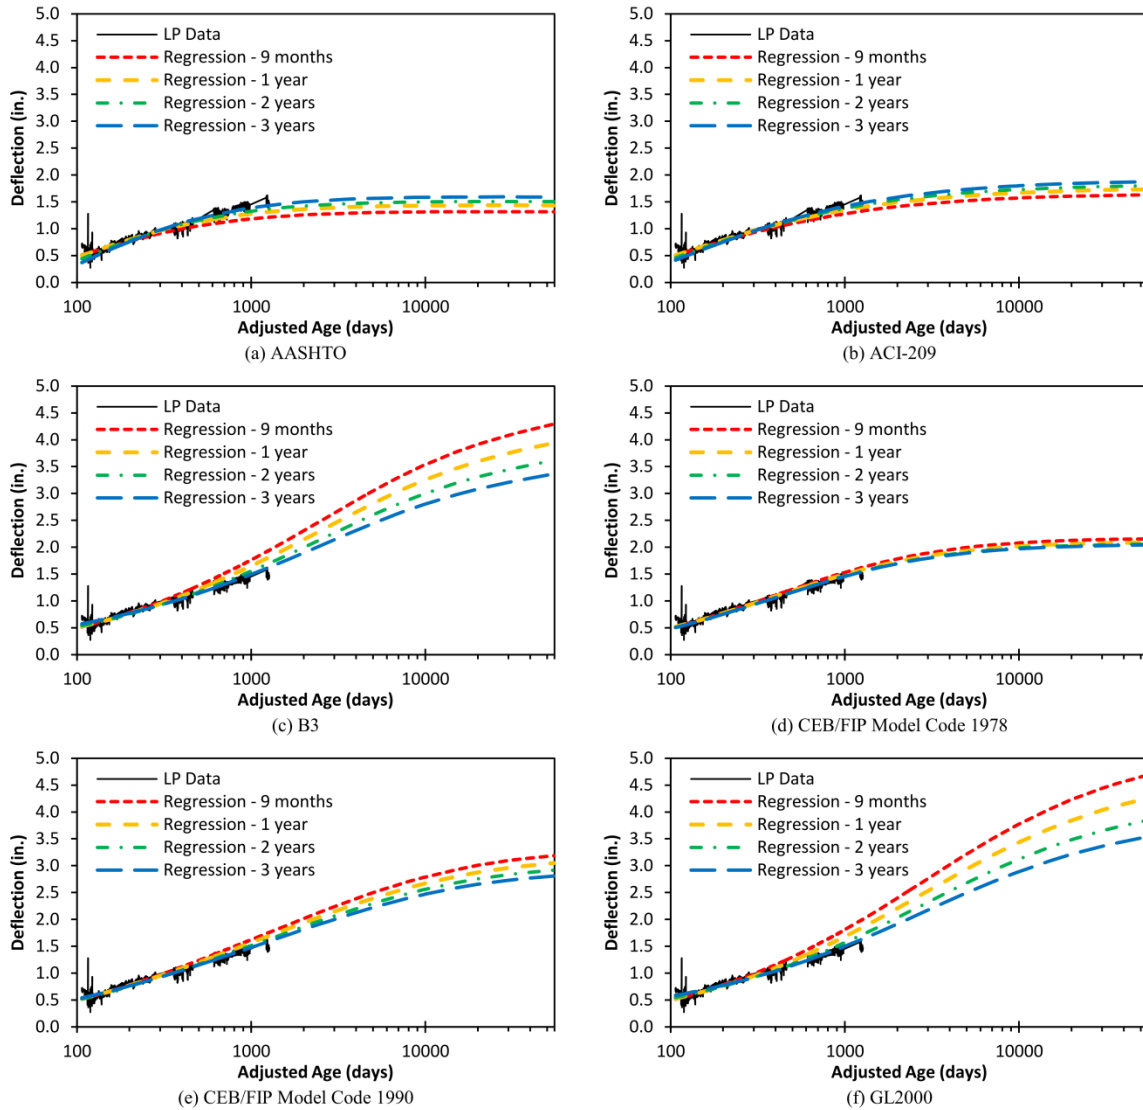 5.0
4.5
4.0
3.5
3.0
2.5
2.0
1.5
1.0
0.5
0.0
Deflection (in.)
LP Data
Regression - 9 months
Regression - 1 year
Regression - 2 years
Regression - 3 years
100 1000 10000
Adjusted Age (days)
(a) AASHTO
5.0
4.5
4.0
3.5
3.0
2.5
2.0
1.5
1.0
0.5
0.0
Deflection (in.)
LP Data
Regression - 9 months
Regression - 1 year
Regression - 2 years
Regression - 3 years
100 1000 10000
Adjusted Age (days)
(b) ACI-209
5.0
4.5
4.0
3.5
3.0
2.5
2.0
1.5
1.0
0.5
0.0
Deflection (in.)
LP Data
Regression - 9 months
Regression - 1 year
Regression - 2 years
Regression - 3 years
100 1000 10000
Adjusted Age (days)
(c) B3
5.0
4.5
4.0
3.5
3.0
2.5
2.0
1.5
1.0
0.5
0.0
Deflection (in.)
LP Data
Regression - 9 months
Regression - 1 year
Regression - 2 years
Regression - 3 years
100 1000 10000
Adjusted Age (days)
(d) CEB/FIP Model Code 1978
5.0
4.5
4.0
3.5
3.0
2.5
2.0
1.5
1.0
0.5
0.0
Deflection (in.)
LP Data
Regression - 9 months
Regression - 1 year
Regression - 2 years
Regression - 3 years
100 1000 10000
Adjusted Age (days)
(e) CEB/FIP Model Code 1990
5.0
4.5
4.0
3.5
3.0
2.5
2.0
1.5
1.0
0.5
0.0
Deflection (in.)
LP Data
Regression - 9 months
Regression - 1 year
Regression - 2 years
Regression - 3 years
100 1000 10000
Adjusted Age (days)
(f) GL2000